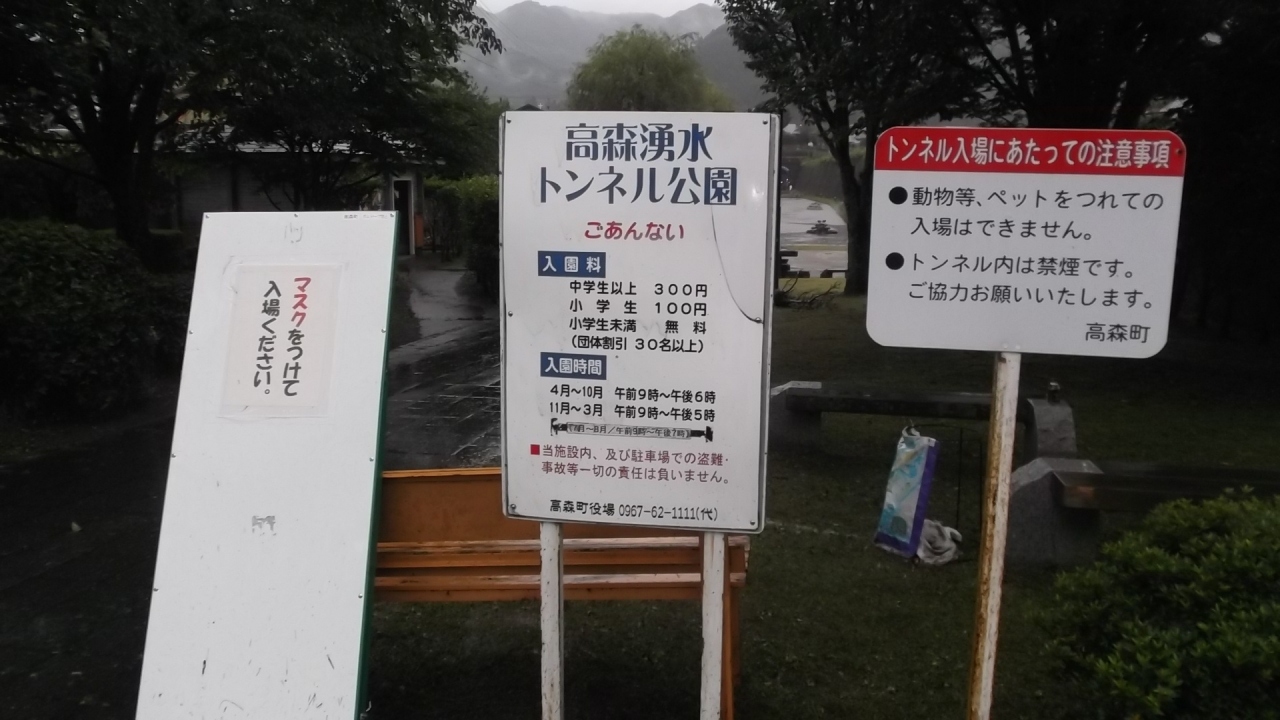 マスクをつけて
入場ください。
高森湧水
トンネル公園
ごあんない
入園料
中学生以上 300円
小学生 100円
小学生未満 無料
(団体割引 30名以上)
入園時間
4月～10月 午前9時～午後6時
11月～3月 午前9時～午後5時
■当施設内、及び駐車場での盗難・
事故等一切の責任は負いません。
高森町役場 0967-62-1111(代)
トンネル入場にあたっての注意事項
●動物等、ペットをつれての
入場はできません。
●トンネル内は禁煙です。
ご協力お願いいたします。
高森町